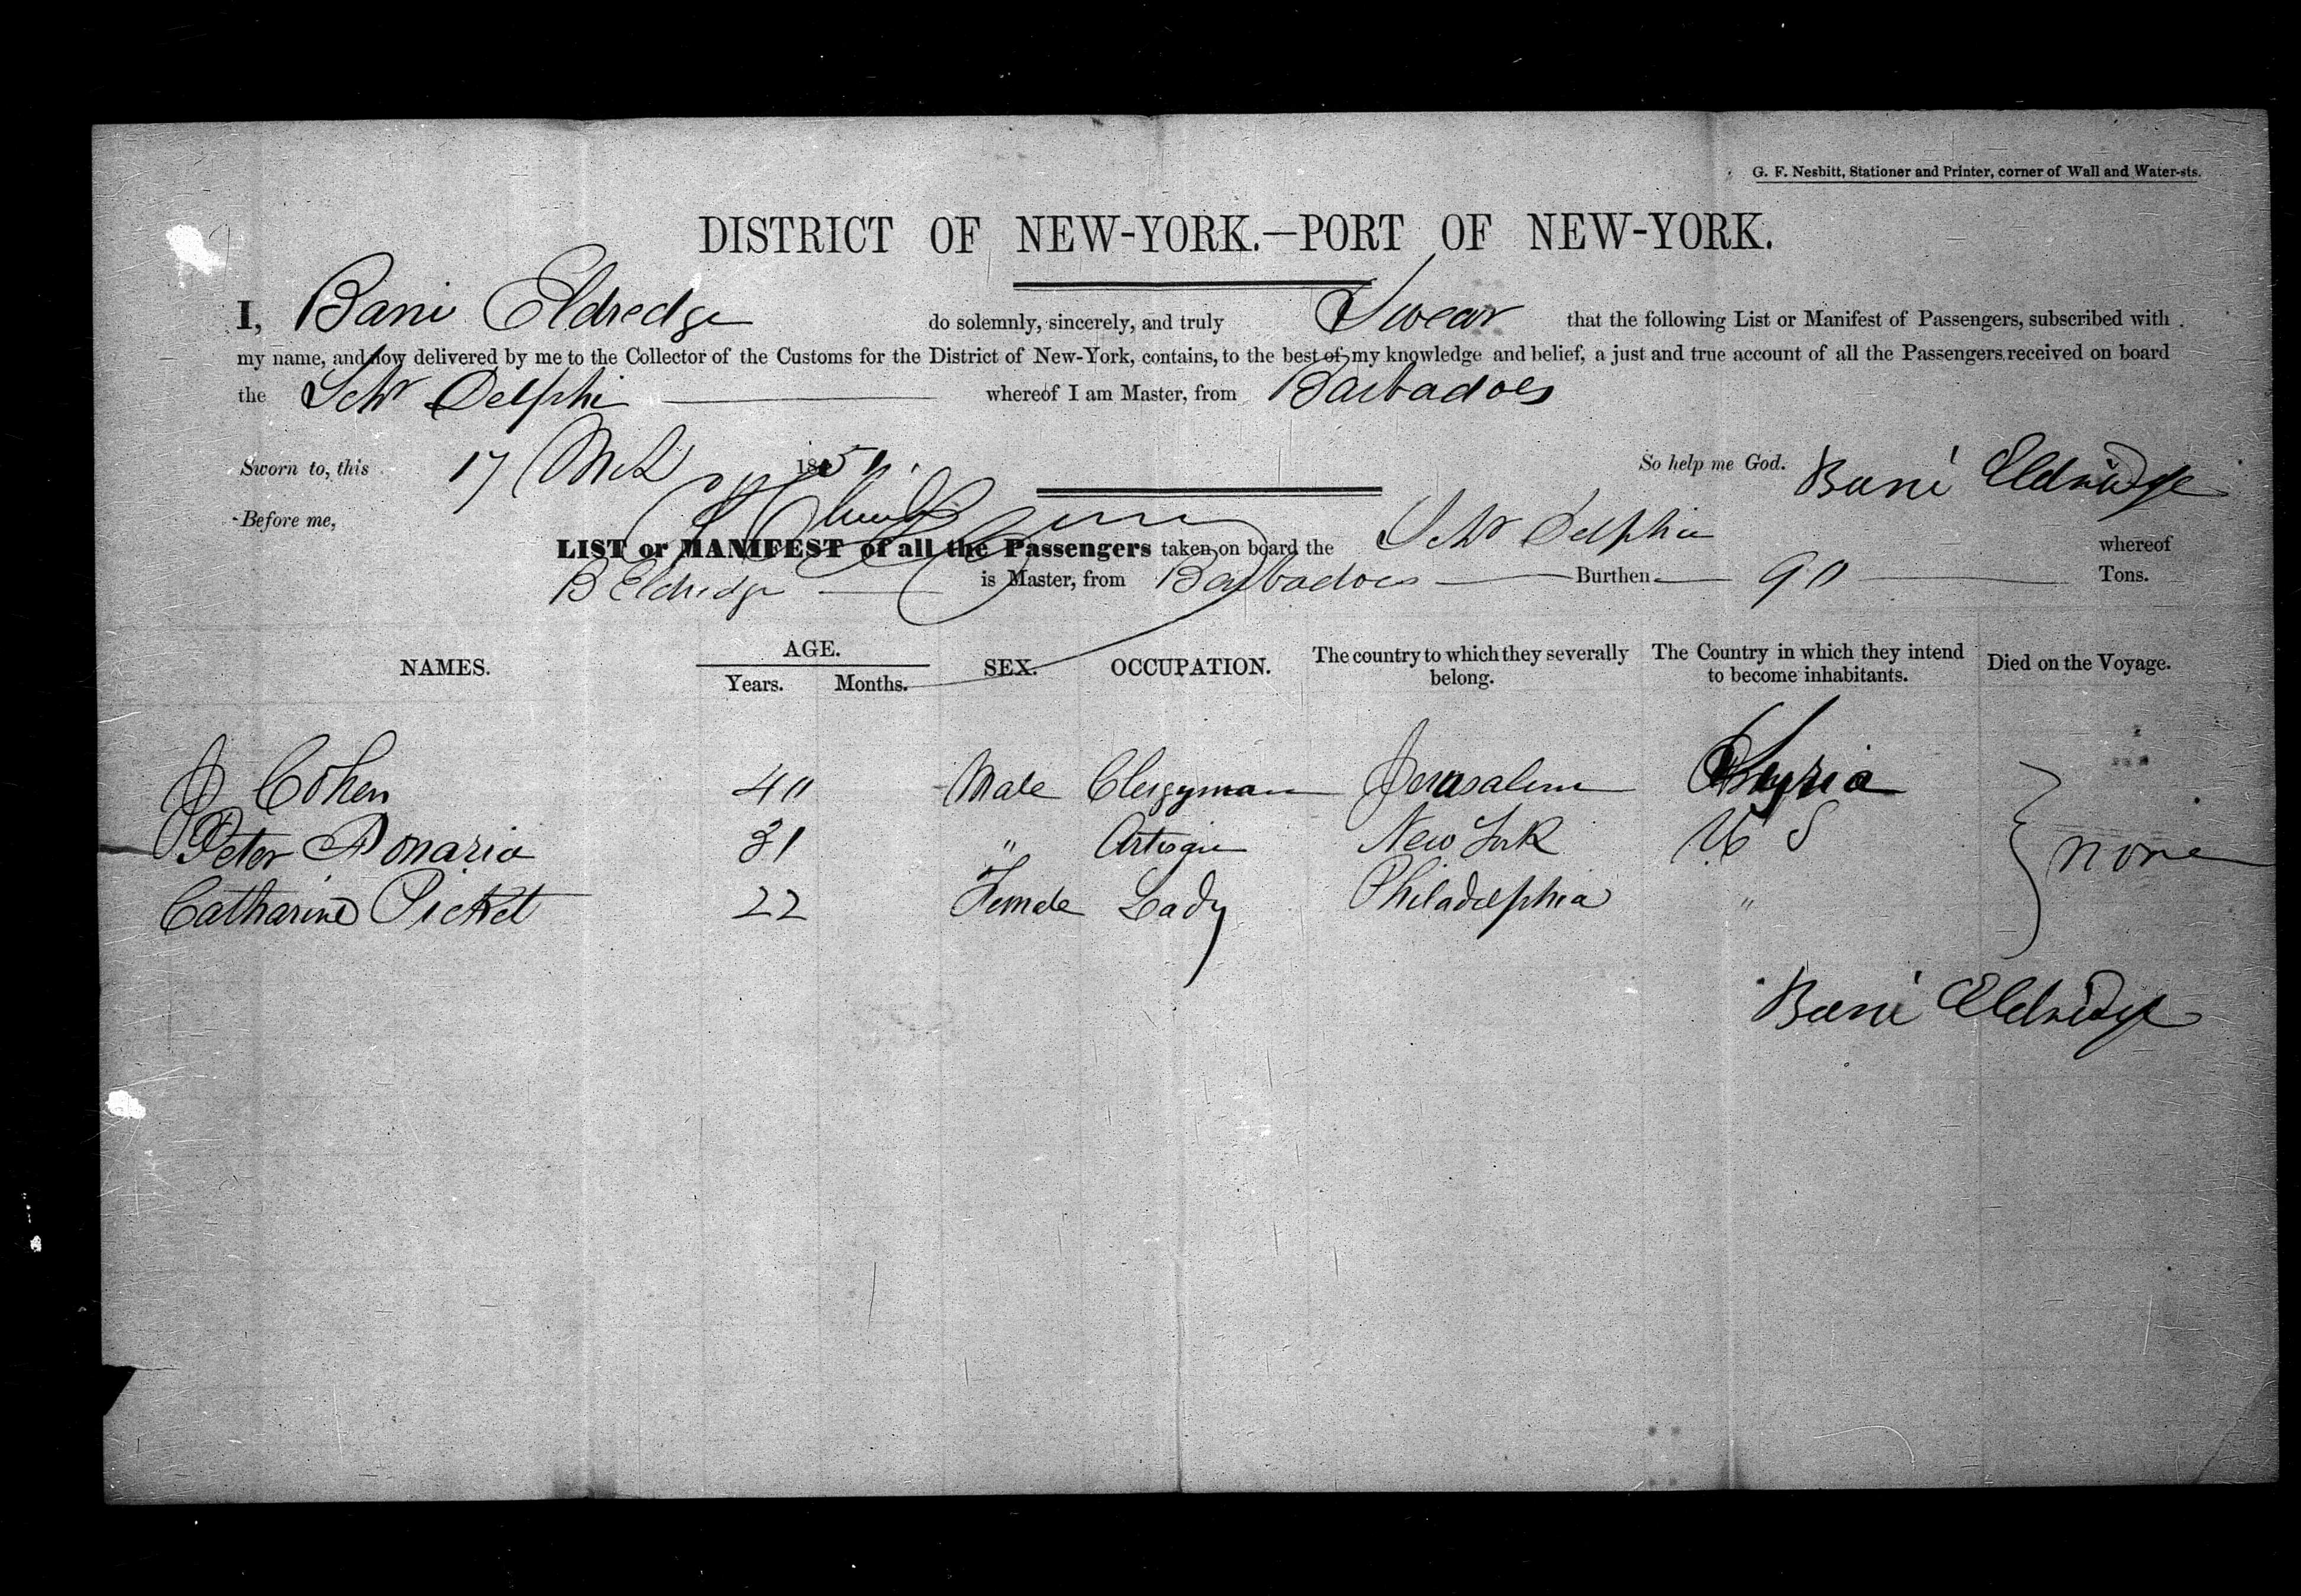 G. F. Nesbitt, Stationer and Printer, corner of Wall and Water-sts.
DISTRICT OF NEW-YORK.—PORT OF NEW-YORK.
I, Bani Eldredge do solemnly, sincerely, and truly Swear that the following List or Manifest of Passengers, subscribed with
my name, and now delivered by me to the Collector of the Customs for the District of New-York, contains, to the best of my knowledge and belief, a just and true account of all the Passengers received on board
the Schr Delphi whereof I am Master, from Barbadoes
Sworn to, this 17 1851. So help me God. Bani Eldridge
Before me,
LIST or MANIFEST of all the Passengers taken on board the Schr Delphi whereof
B Eldredge is Master, from Barbadoes Burthen 90 Tons.
NAMES. AGE. SEX. OCCUPATION. The country to which they severally belong. The Country in which they intend to become inhabitants. Died on the Voyage.
Years. Months.
J Cohen 40 Male Clergyman Jerusalem Syria
Peter 31 " New York U S none
Catharine Picket 22 Female Lady Philadelphia "
Bani Eldridge